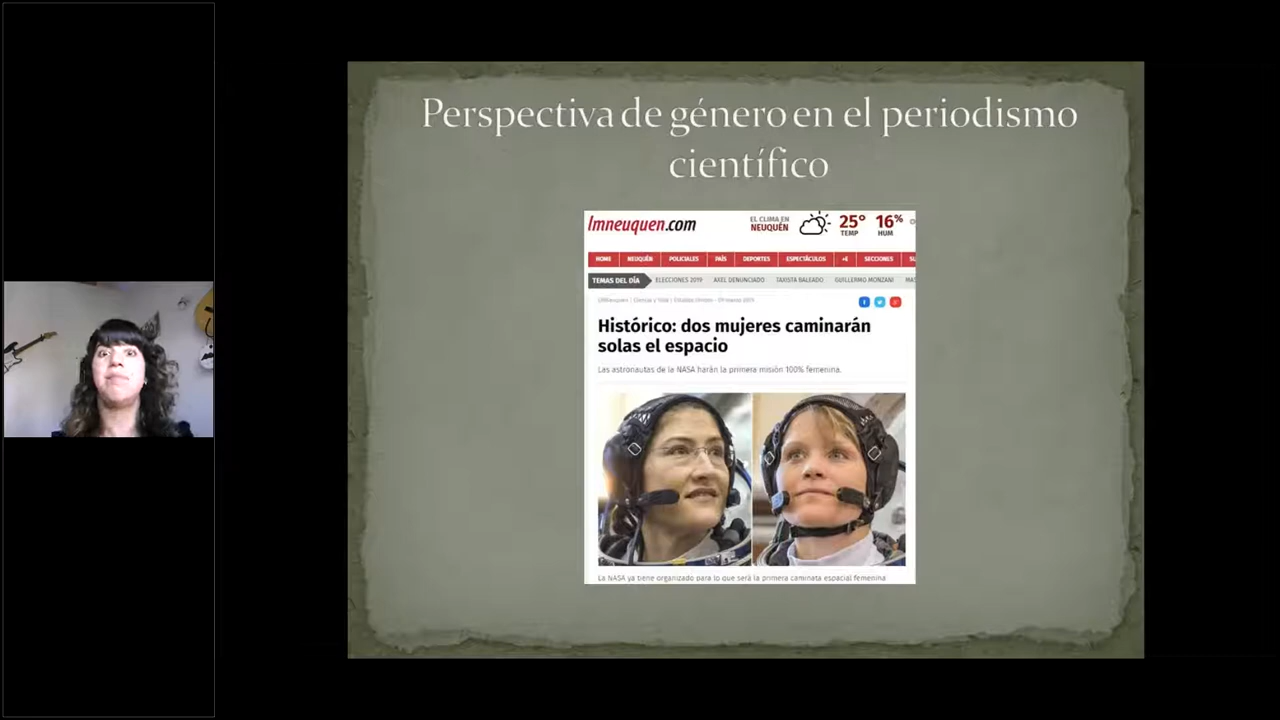 Perspectiva de género en el periodismo
científico
lmneuquen.com
EL CLIMA EN
NEUQUÉN
25° 16%
TEMP HUM
HOME NEUQUÉN POLICIALES PAÍS DEPORTES ESPECTÁCULOS +E SECCIONES SU
TEMAS DEL DÍA ELECCIONES 2019 AXEL DENUNCIADO TAXISTA BALEADO GUILLERMO MONZANI
Histórico: dos mujeres caminarán
solas el espacio
Las astronautas de la NASA harán la primera misión 100% femenina.
La NASA ya tiene organizado para lo que será la primera caminata espacial femenina